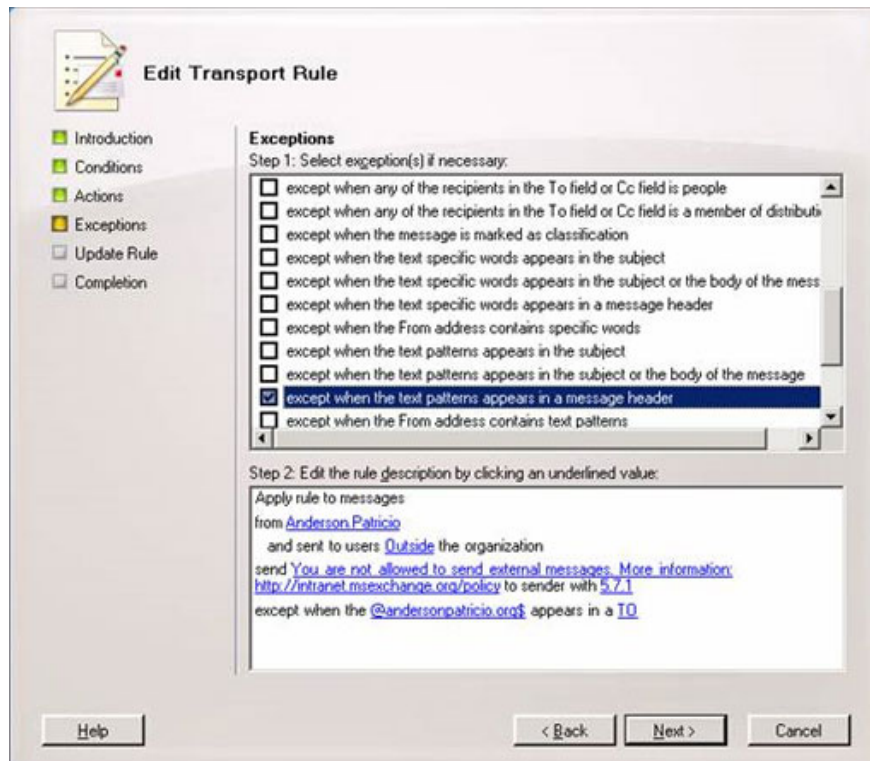 Edit Transport Rule
Introduction
Conditions
Actions
Exceptions
Update Rule
Completion
Exceptions
Step 1: Select exception(s) if necessary:
except when any of the recipients in the To field or Cc field is people
except when any of the recipients in the To field or Cc field is a member of distributi
except when the message is marked as classification
except when the text specific words appears in the subject
except when the text specific words appears in the subject or the body of the mess
except when the text specific words appears in a message header
except when the From address contains specific words
except when the text patterns appears in the subject
except when the text patterns appears in the subject or the body of the message
except when the text patterns appears in a message header
except when the From address contains text patterns
Step 2: Edit the rule description by clicking an underlined value:
Apply rule to messages
from Anderson.Patricio
and sent to users Outside the organization
send You are not allowed to send external messages. More information:
http://intranet.msexchange.org/policy to sender with 5.7.1
except when the @andersonpatricio.org$ appears in a TO
Help
< Back
Next >
Cancel